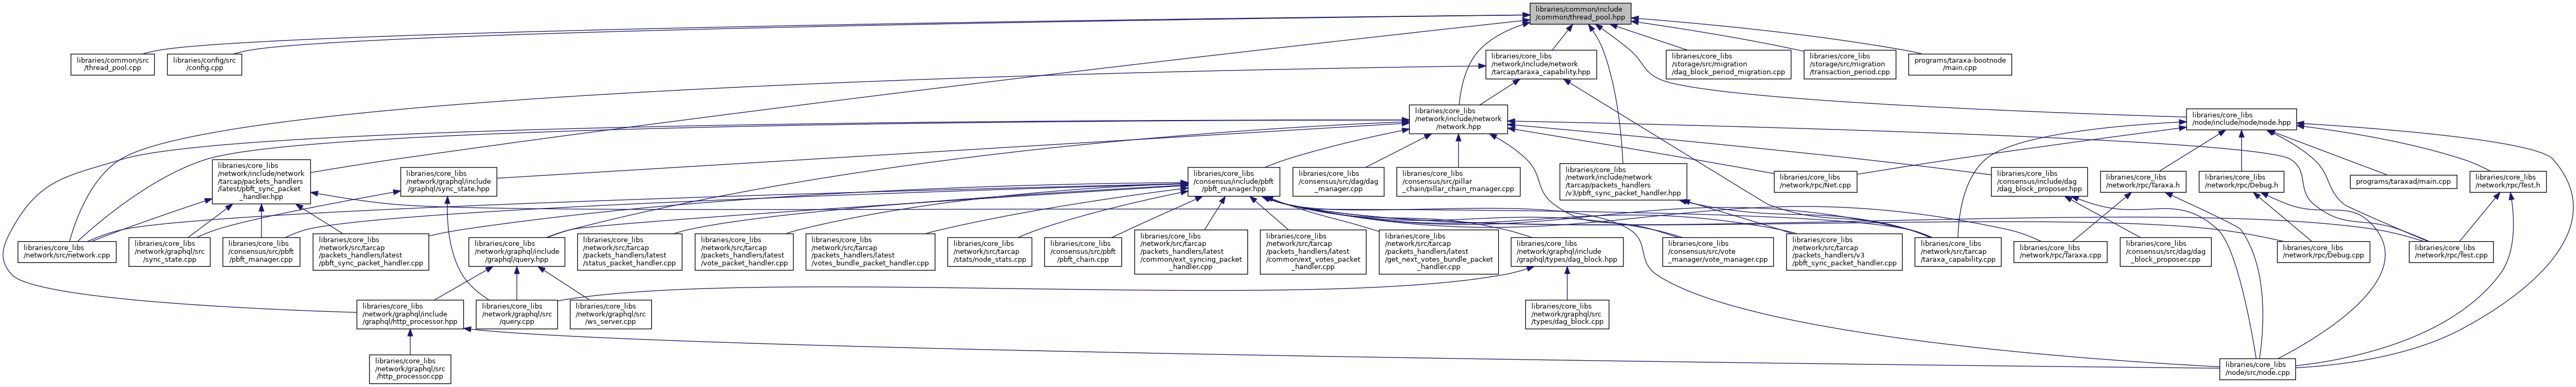 libraries/common/include
/common/thread_pool.hpp
libraries/common/src
/thread_pool.cpp
libraries/config/src
/config.cpp
libraries/core_libs
/network/include/network
/tarcap/taraxa_capability.hpp
libraries/core_libs
/storage/src/migration
/dag_block_period_migration.cpp
libraries/core_libs
/storage/src/migration
/transaction_period.cpp
programs/taraxa-bootnode
/main.cpp
libraries/core_libs
/network/include/network
/network.hpp
libraries/core_libs
/node/include/node/node.hpp
libraries/core_libs
/network/include/network
/tarcap/packets_handlers
/latest/pbft_sync_packet
_handler.hpp
libraries/core_libs
/network/graphql/include
/graphql/sync_state.hpp
libraries/core_libs
/consensus/include/pbft
/pbft_manager.hpp
libraries/core_libs
/consensus/src/dag/dag
_manager.cpp
libraries/core_libs
/consensus/src/pillar
_chain/pillar_chain_manager.cpp
libraries/core_libs
/network/include/network
/tarcap/packets_handlers
/v3/pbft_sync_packet_handler.hpp
libraries/core_libs
/network/rpc/Net.cpp
libraries/core_libs
/consensus/include/dag
/dag_block_proposer.hpp
libraries/core_libs
/network/rpc/Taraxa.h
libraries/core_libs
/network/rpc/Debug.h
programs/taraxad/main.cpp
libraries/core_libs
/network/rpc/Test.h
libraries/core_libs
/network/src/network.cpp
libraries/core_libs
/network/graphql/src
/sync_state.cpp
libraries/core_libs
/consensus/src/pbft
/pbft_manager.cpp
libraries/core_libs
/network/src/tarcap
/packets_handlers/latest
/pbft_sync_packet_handler.cpp
libraries/core_libs
/network/graphql/include
/graphql/query.hpp
libraries/core_libs
/network/src/tarcap
/packets_handlers/latest
/status_packet_handler.cpp
libraries/core_libs
/network/src/tarcap
/packets_handlers/latest
/vote_packet_handler.cpp
libraries/core_libs
/network/src/tarcap
/packets_handlers/latest
/votes_bundle_packet_handler.cpp
libraries/core_libs
/network/src/tarcap
/stats/node_stats.cpp
libraries/core_libs
/consensus/src/pbft
/pbft_chain.cpp
libraries/core_libs
/network/src/tarcap
/packets_handlers/latest
/common/ext_syncing_packet
_handler.cpp
libraries/core_libs
/network/src/tarcap
/packets_handlers/latest
/common/ext_votes_packet
_handler.cpp
libraries/core_libs
/network/src/tarcap
/packets_handlers/latest
/get_next_votes_bundle_packet
_handler.cpp
libraries/core_libs
/network/graphql/include
/graphql/types/dag_block.hpp
libraries/core_libs
/consensus/src/vote
_manager/vote_manager.cpp
libraries/core_libs
/network/src/tarcap
/packets_handlers/v3
/pbft_sync_packet_handler.cpp
libraries/core_libs
/network/src/tarcap
/taraxa_capability.cpp
libraries/core_libs
/network/rpc/Taraxa.cpp
libraries/core_libs
/consensus/src/dag/dag
_block_proposer.cpp
libraries/core_libs
/network/rpc/Debug.cpp
libraries/core_libs
/network/rpc/Test.cpp
libraries/core_libs
/network/graphql/include
/graphql/http_processor.hpp
libraries/core_libs
/network/graphql/src
/query.cpp
libraries/core_libs
/network/graphql/src
/ws_server.cpp
libraries/core_libs
/network/graphql/src
/types/dag_block.cpp
libraries/core_libs
/network/graphql/src
/http_processor.cpp
libraries/core_libs
/node/src/node.cpp